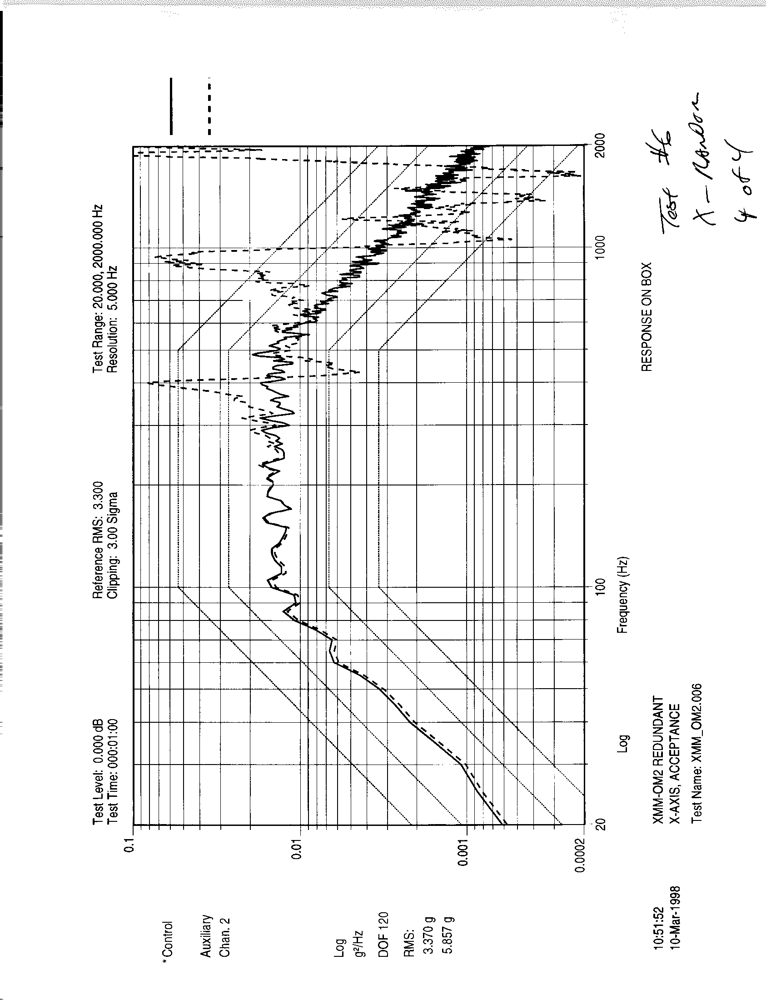 Test Level: 0.000 dB
Test Time: 000:01:00
Reference RMS: 3.300
Clipping: 3.00 Sigma
Test Range: 20.000, 2000.000 Hz
Resolution: 5.000 Hz
*Control
Auxiliary
Chan. 2
Log
g²/Hz
DOF 120
RMS:
3.370 g
5.857 g
0.1
0.01
0.001
0.0002
20
100
1000
2000
Log
Frequency (Hz)
RESPONSE ON BOX
10:51:52
10-Mar-1998
XMM-OM2 REDUNDANT
X-AXIS, ACCEPTANCE
Test Name: XMM_OM2.006
Test #6
X - RANDOM
4 of 4